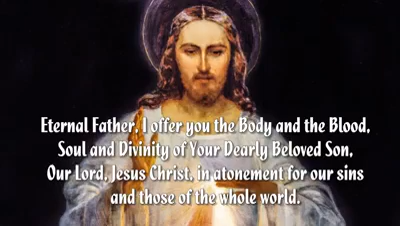 Eternal Father, I offer you the Body and the Blood,
Soul and Divinity of Your Dearly Beloved Son,
Our Lord, Jesus Christ, in atonement for our sins
and those of the whole world.